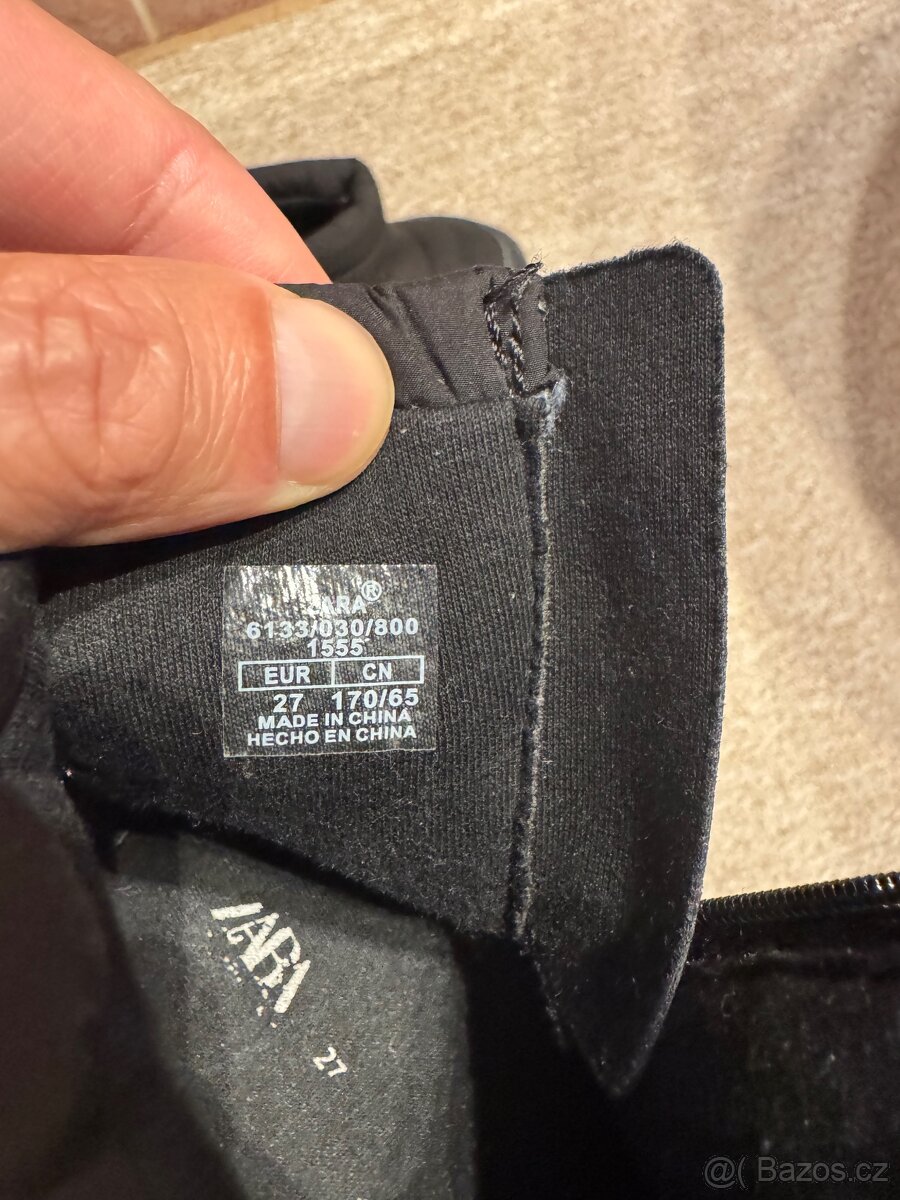 ZARA®
6133/030/800
1555
EUR CN
27 170/65
MADE IN CHINA
HECHO EN CHINA
ZARA
27
@( Bazos.cz